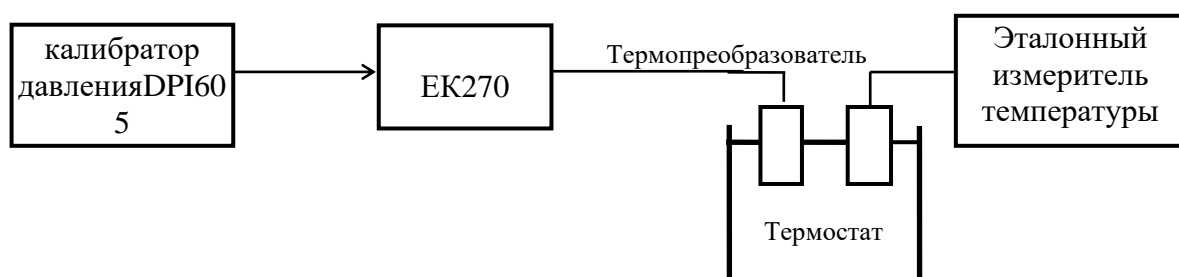 калибратор
давленияDPI60
5
ЕК270
Термопреобразователь
Эталонный
измеритель
температуры
Термостат